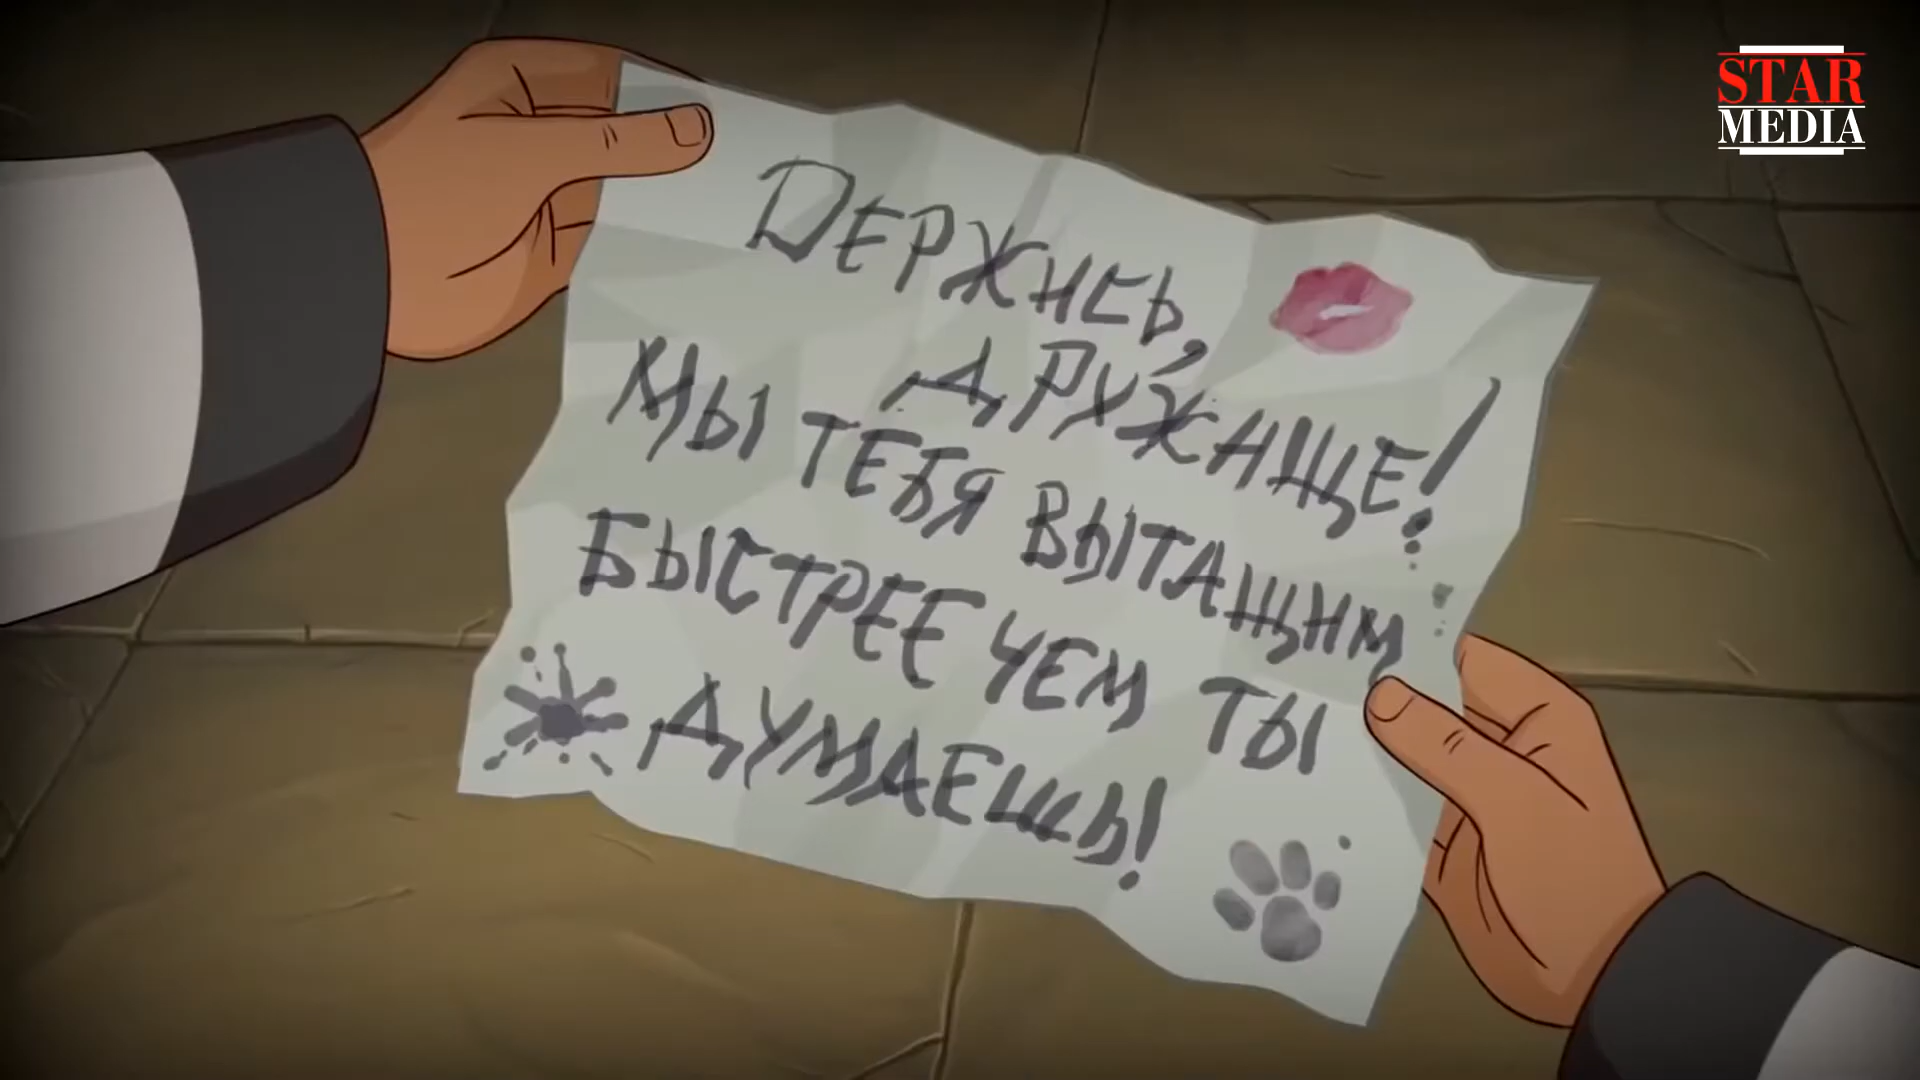 STAR
MEDIA
Держись,
дружище!
Мы тебя вытащим
быстрее чем ты
думаешь!